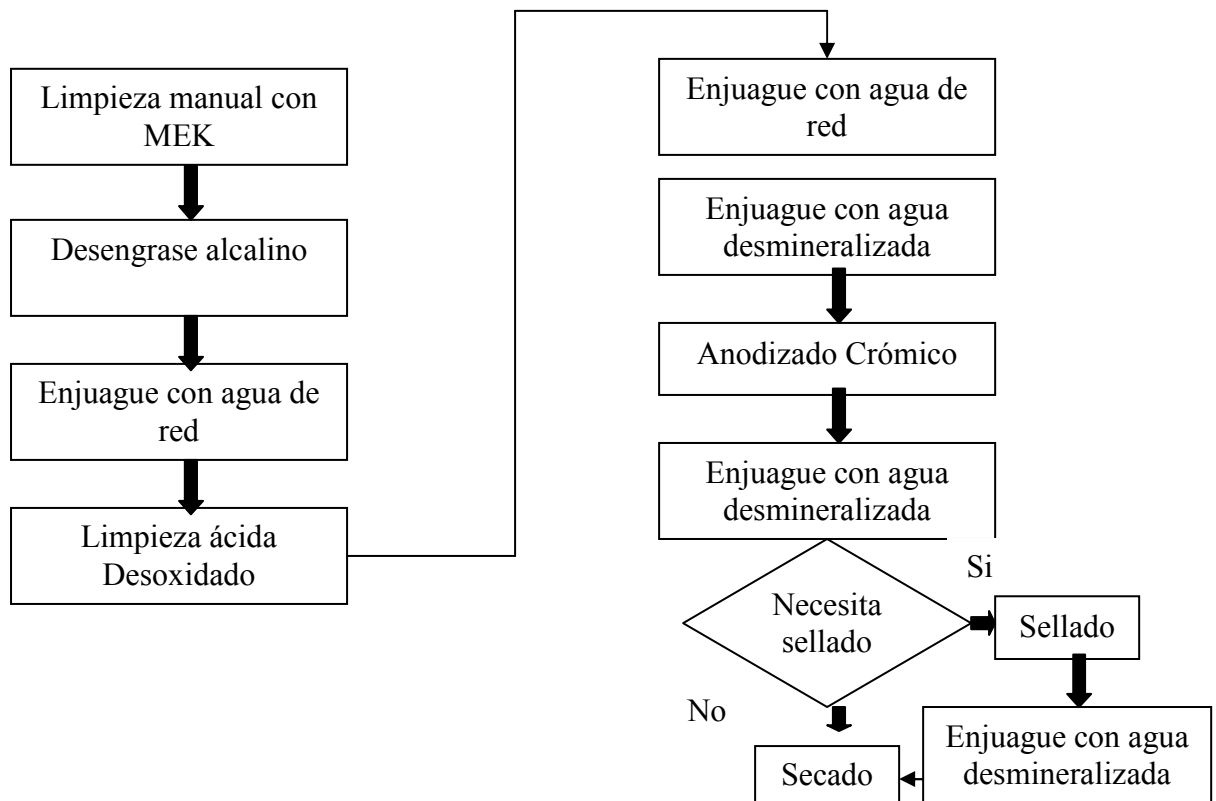 Limpieza manual con
MEK
Desengrase alcalino
Enjuague con agua de
red
Limpieza ácida
Desoxidado
Enjuague con agua de
red
Enjuague con agua
desmineralizada
Anodizado Crómico
Enjuague con agua
desmineralizada
Necesita
sellado
Si
Sellado
Enjuague con agua
desmineralizada
No
Secado